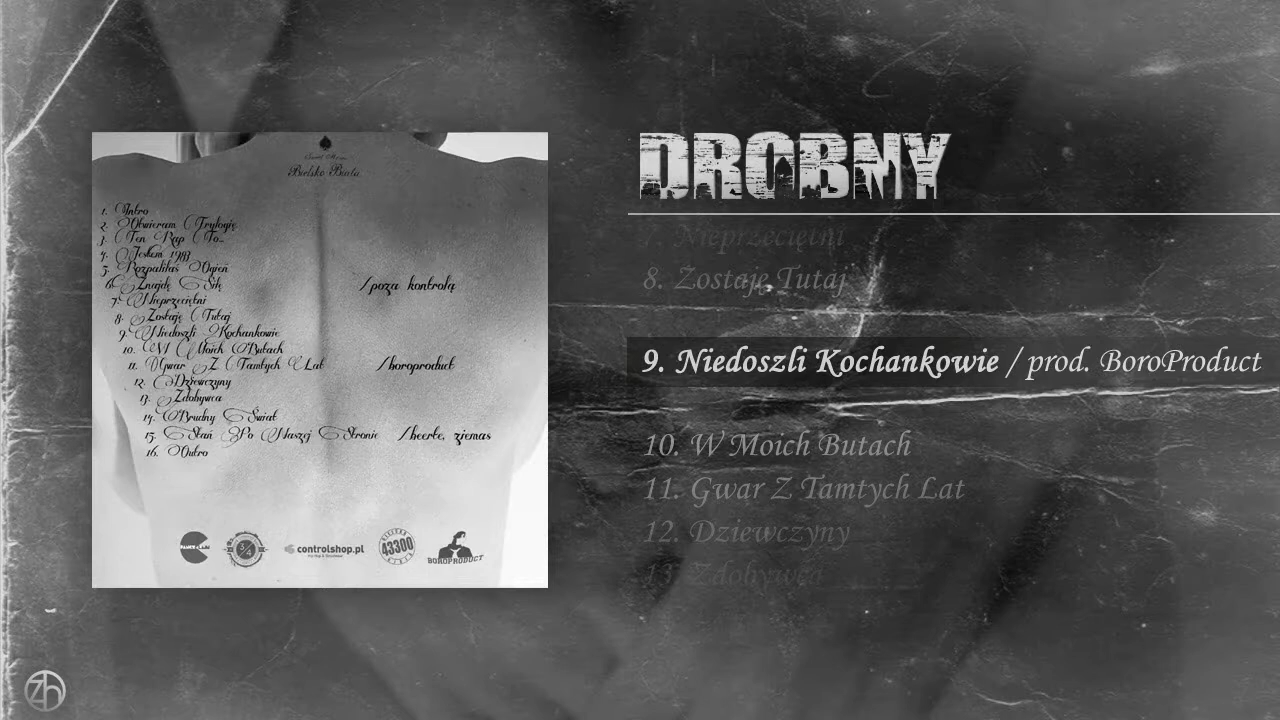 Bielsko Biała
1. Intro
2. Otwieram Trylogię
3. Ten Rap To...
4. Jestem 1983
5. Rozpaliłaś Ogień
6. Znajdę Siłę /poza kontrolą
7. Nieprzeciętni
8. Zostaję Tutaj
9. Niedoszli Kochankowie
10. W Moich Butach
11. Gwar Z Tamtych Lat /boroproduct
12. Dziewczyny
13. Zdobywca
14. Brudny Świat
15. Stań Po Naszej Stronie /beerte, ziemas
16. Outro
controlshop.pl
43300
BOROPRODUCT
DROBNY
7. Nieprzeciętni
8. Zostaję Tutaj
9. Niedoszli Kochankowie / prod. BoroProduct
10. W Moich Butach
11. Gwar Z Tamtych Lat
12. Dziewczyny
13. Zdobywca